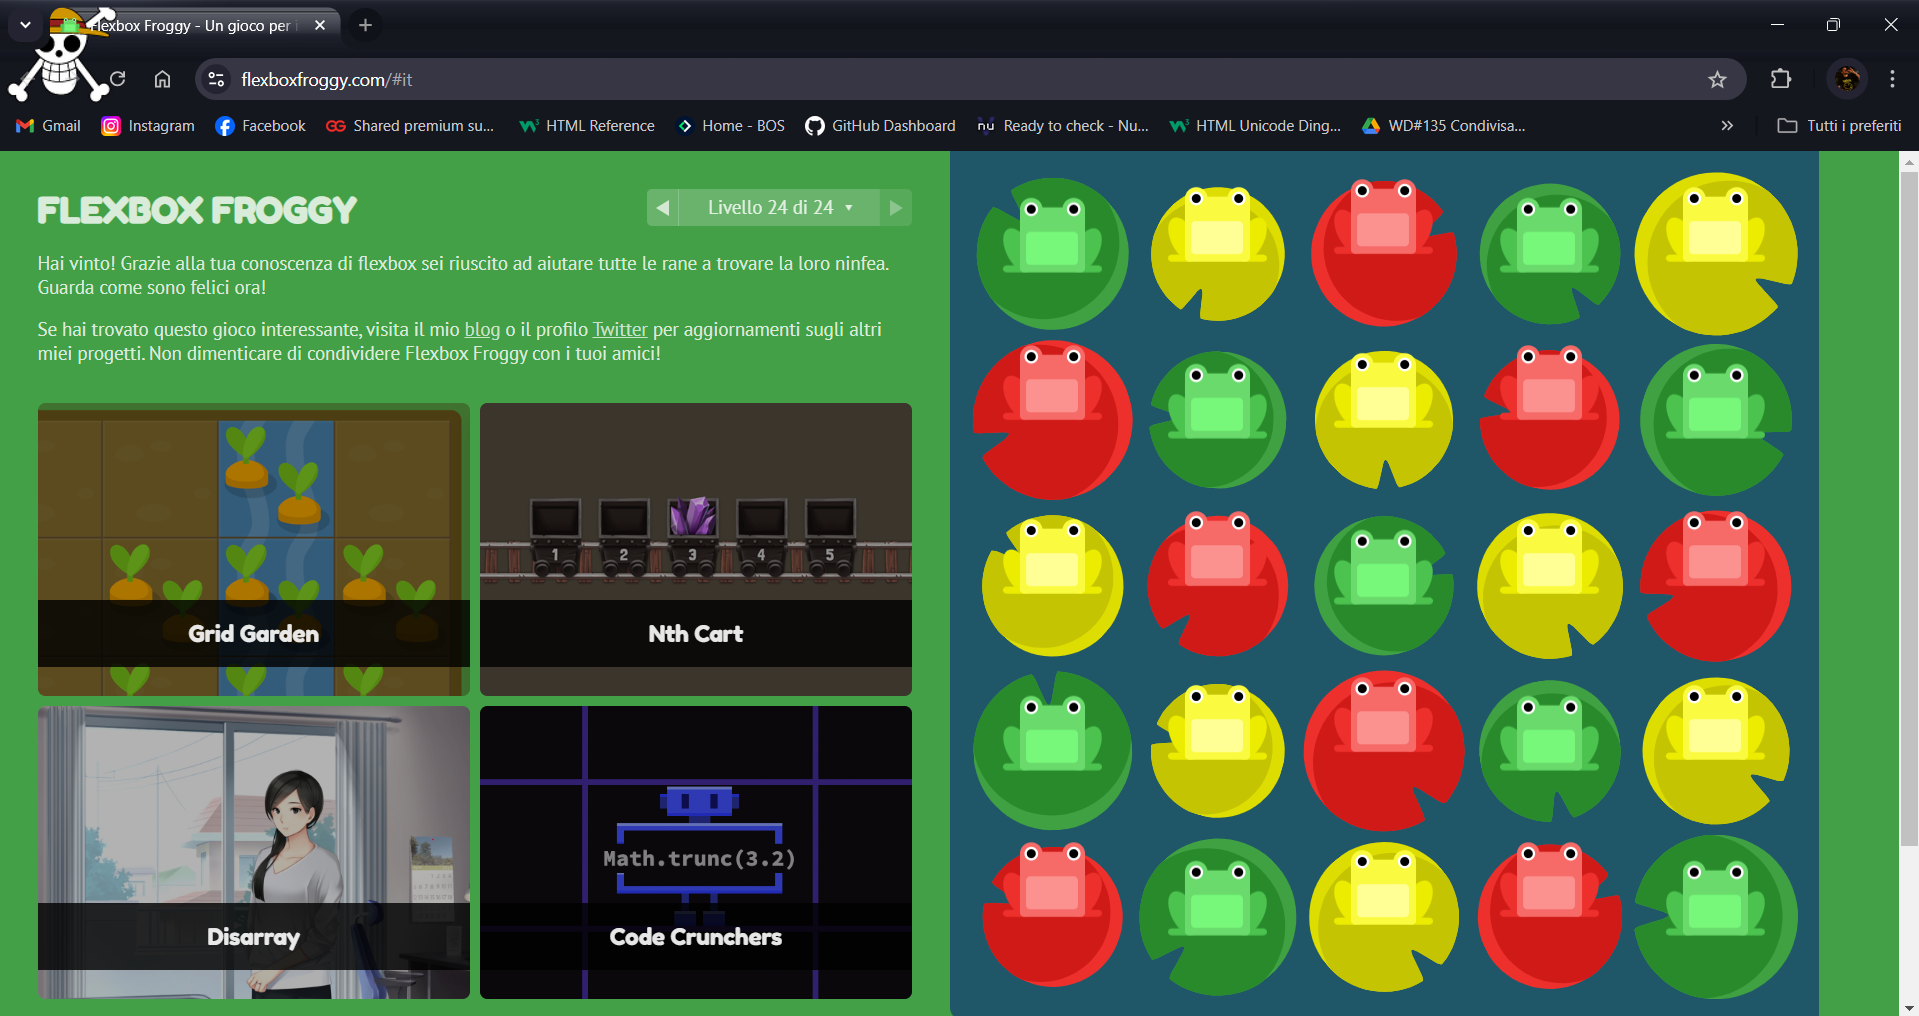 Flexbox Froggy - Un gioco per i
flexboxfroggy.com/#it
Gmail
Instagram
Facebook
Shared premium su...
HTML Reference
Home - BOS
GitHub Dashboard
Ready to check - Nu...
HTML Unicode Ding...
WD#135 Condivisa...
Tutti i preferiti
FLEXBOX FROGGY
Livello 24 di 24
Hai vinto! Grazie alla tua conoscenza di flexbox sei riuscito ad aiutare tutte le rane a trovare la loro ninfea.
Guarda come sono felici ora!
Se hai trovato questo gioco interessante, visita il mio blog o il profilo Twitter per aggiornamenti sugli altri
miei progetti. Non dimenticare di condividere Flexbox Froggy con i tuoi amici!
1 2 3 4 5
Grid Garden
Nth Cart
Math.trunc(3.2)
Disarray
Code Crunchers